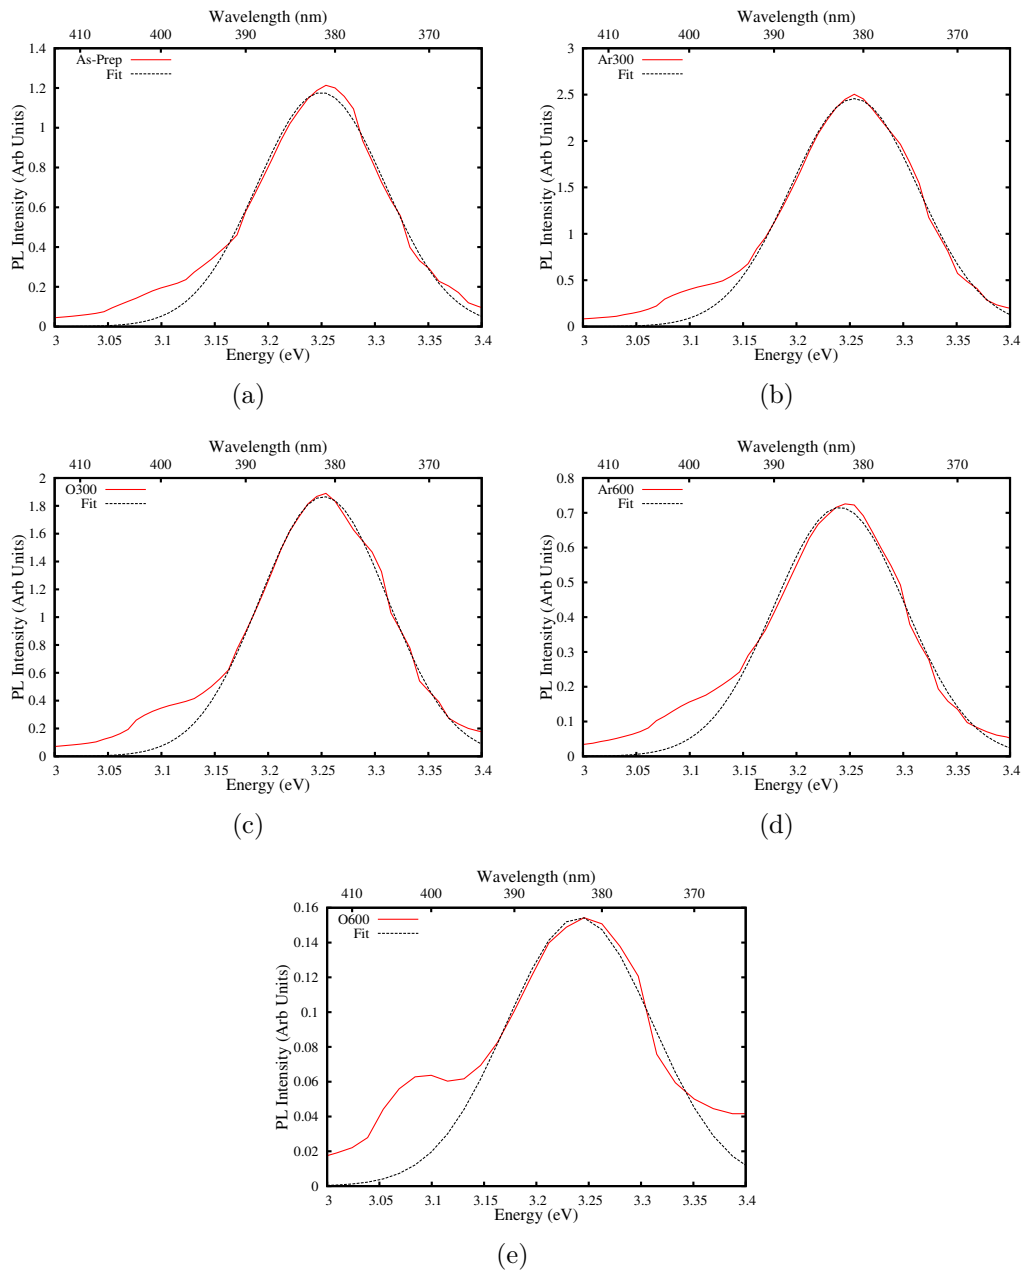 Wavelength (nm)
410 400 390 380 370
PL Intensity (Arb Units)
1.4
1.2
1
0.8
0.6
0.4
0.2
0
As-Prep
Fit
3 3.05 3.1 3.15 3.2 3.25 3.3 3.35 3.4
Energy (eV)
(a)
Wavelength (nm)
410 400 390 380 370
PL Intensity (Arb Units)
3
2.5
2
1.5
1
0.5
0
Ar300
Fit
3 3.05 3.1 3.15 3.2 3.25 3.3 3.35 3.4
Energy (eV)
(b)
Wavelength (nm)
410 400 390 380 370
PL Intensity (Arb Units)
2
1.8
1.6
1.4
1.2
1
0.8
0.6
0.4
0.2
0
O300
Fit
3 3.05 3.1 3.15 3.2 3.25 3.3 3.35 3.4
Energy (eV)
(c)
Wavelength (nm)
410 400 390 380 370
PL Intensity (Arb Units)
0.8
0.7
0.6
0.5
0.4
0.3
0.2
0.1
0
Ar600
Fit
3 3.05 3.1 3.15 3.2 3.25 3.3 3.35 3.4
Energy (eV)
(d)
Wavelength (nm)
410 400 390 380 370
PL Intensity (Arb Units)
0.16
0.14
0.12
0.1
0.08
0.06
0.04
0.02
0
O600
Fit
3 3.05 3.1 3.15 3.2 3.25 3.3 3.35 3.4
Energy (eV)
(e)